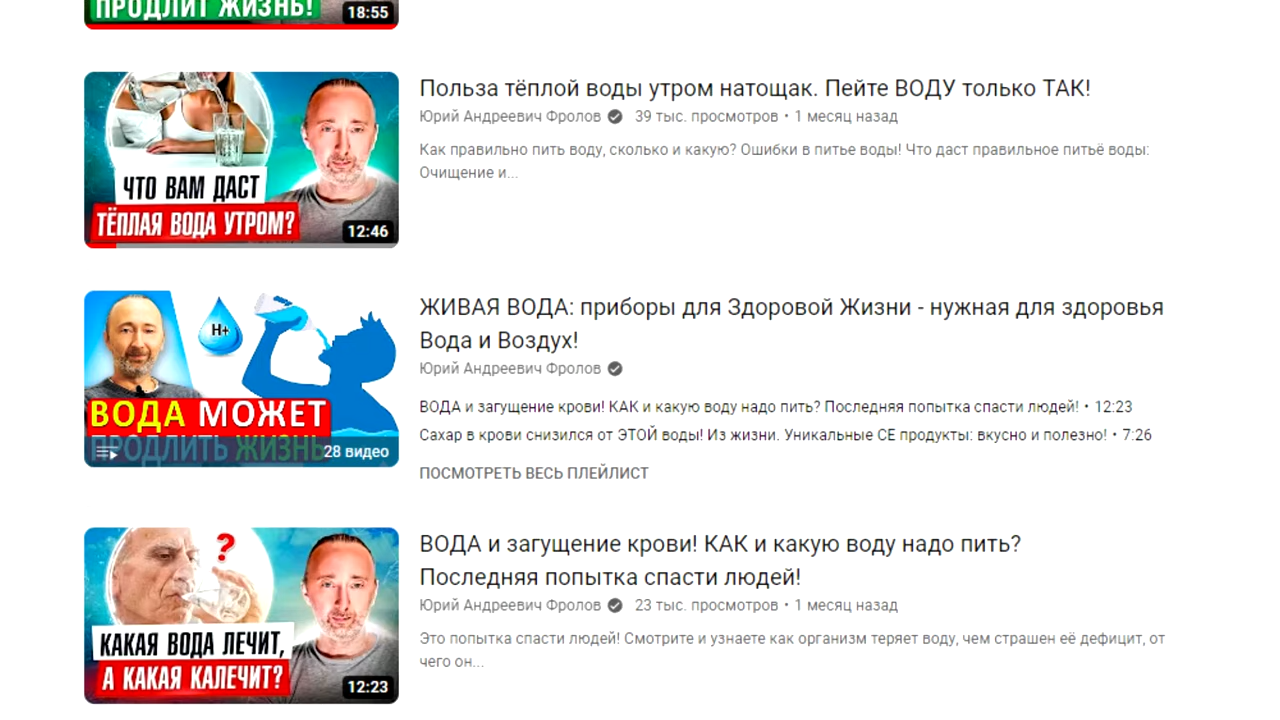 ПРОДЛИТ ЖИЗНЬ!
18:55
ЧТО ВАМ ДАСТ
ТЁПЛАЯ ВОДА УТРОМ?
12:46
Польза тёплой воды утром натощак. Пейте ВОДУ только ТАК!
Юрий Андреевич Фролов 39 тыс. просмотров • 1 месяц назад
Как правильно пить воду, сколько и какую? Ошибки в питье воды! Что даст правильное питьё воды:
Очищение и...
H+
ВОДА МОЖЕТ
ПРОДЛИТЬ ЖИЗНЬ
28 видео
ЖИВАЯ ВОДА: приборы для Здоровой Жизни - нужная для здоровья
Вода и Воздух!
Юрий Андреевич Фролов
ВОДА и загущение крови! КАК и какую воду надо пить? Последняя попытка спасти людей! • 12:23
Сахар в крови снизился от ЭТОЙ воды! Из жизни. Уникальные СЕ продукты: вкусно и полезно! • 7:26
ПОСМОТРЕТЬ ВЕСЬ ПЛЕЙЛИСТ
?
КАКАЯ ВОДА ЛЕЧИТ,
А КАКАЯ КАЛЕЧИТ?
12:23
ВОДА и загущение крови! КАК и какую воду надо пить?
Последняя попытка спасти людей!
Юрий Андреевич Фролов 23 тыс. просмотров • 1 месяц назад
Это попытка спасти людей! Смотрите и узнаете как организм теряет воду, чем страшен её дефицит, от
чего он...